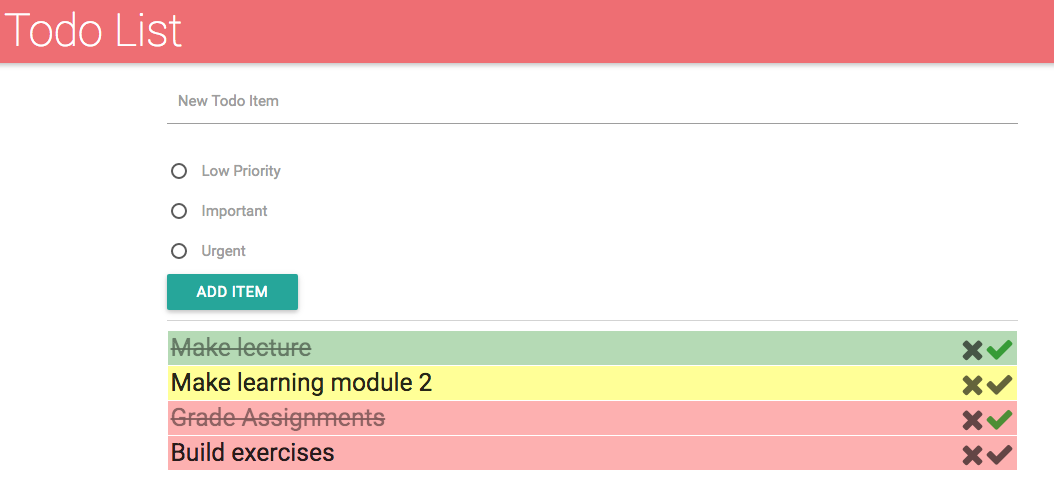 Todo List
New Todo Item
Low Priority
Important
Urgent
ADD ITEM
Make lecture
Make learning module 2
Grade Assignments
Build exercises